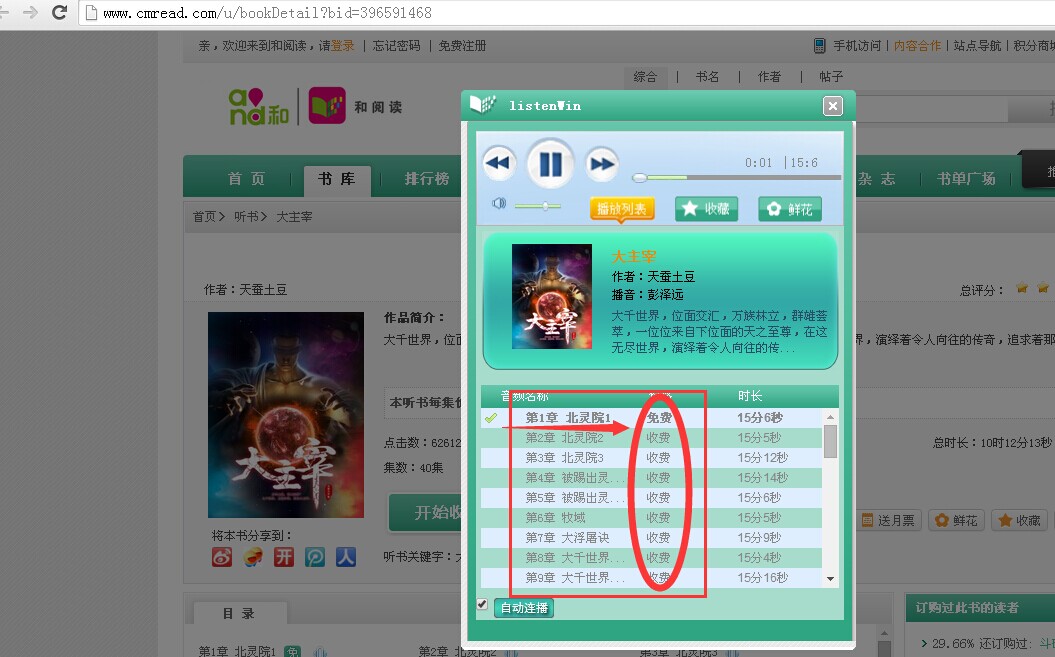 www.cmread.com/u/bookDetail?bid=396591468
亲，欢迎来到和阅读，请登录 | 忘记密码 | 免费注册
手机访问 | 内容合作 | 站点导航 | 积分商
综合 | 书名 | 作者 | 帖子
and和 和阅读
listenWin
0:01 |15:6
播放列表 收藏 鲜花
首页 书库 排行榜 杂志 书单广场
首页> 听书> 大主宰
大主宰
作者：天蚕土豆
播音：彭泽远
大千世界，位面交汇，万族林立，群雄荟
萃，一位位来自下位面的天之至尊，在这
无尽世界，演绎着令人向往的传...
作者：天蚕土豆
总评分：
作品简介：
大千世界，位面
界，演绎着令人向往的传奇，追求着那
大主宰
大主宰
本听书每集
点击数：62612
总时长：10时12分13秒
集数：40集
开始收
送月票 鲜花 收藏
将本书分享到：
听书关键字：
音频名称 时长
第1章 北灵院1 免费 15分6秒
第2章 北灵院2 收费 15分5秒
第3章 北灵院3 收费 15分12秒
第4章 被踢出灵... 收费 15分14秒
第5章 被踢出灵... 收费 15分6秒
第6章 牧域 收费 15分5秒
第7章 大浮屠诀 收费 15分9秒
第8章 大千世界... 收费 15分4秒
第9章 大千世界... 收费 15分16秒
自动连播
目录
订购过此书的读者
第1章 北灵院1 免
第2章 北灵院2
第3章 北灵院3
> 29.66% 还订购过: